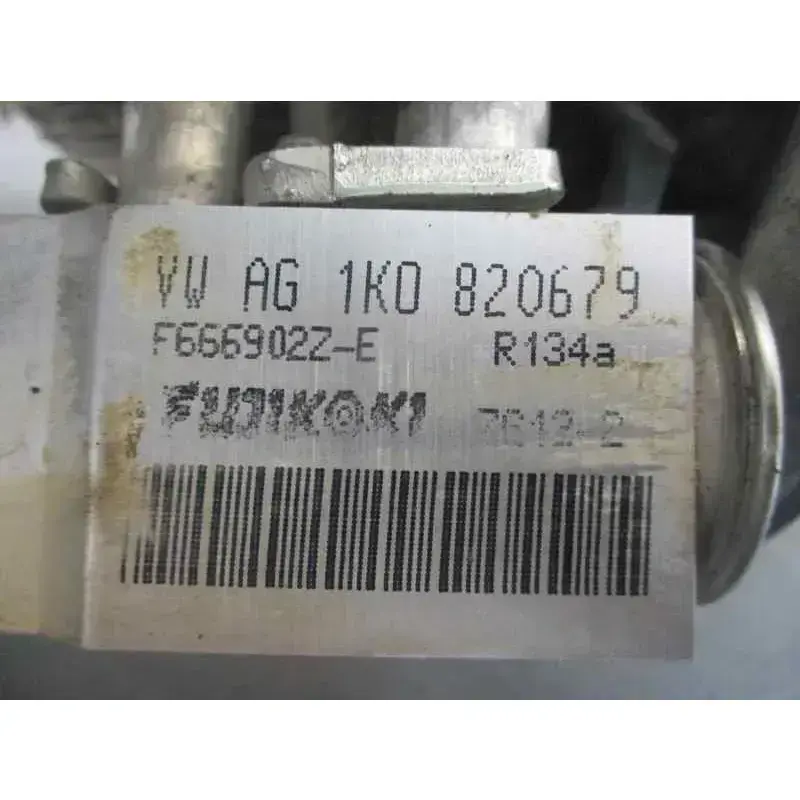 VW AG 1K0 820679
F666902Z-E R134a
FUJIKOKI